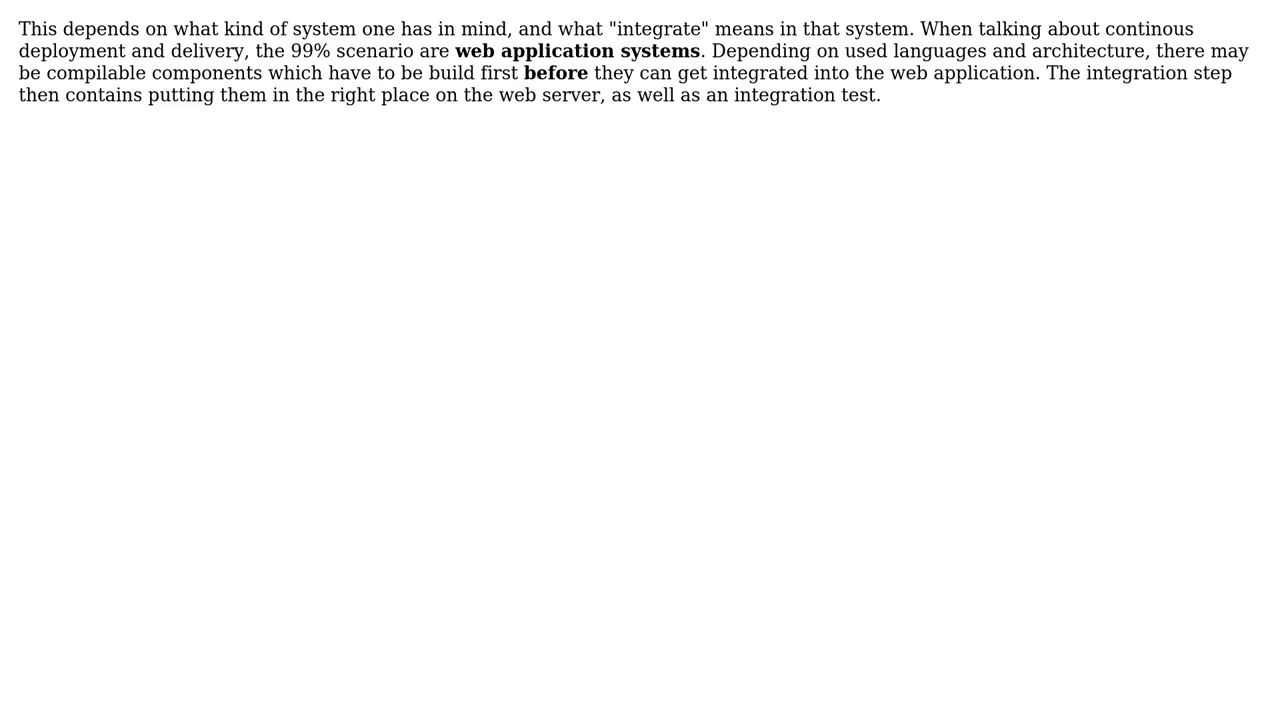 This depends on what kind of system one has in mind, and what "integrate" means in that system. When talking about continous
deployment and delivery, the 99% scenario are web application systems. Depending on used languages and architecture, there may
be compilable components which have to be build first before they can get integrated into the web application. The integration step
then contains putting them in the right place on the web server, as well as an integration test.